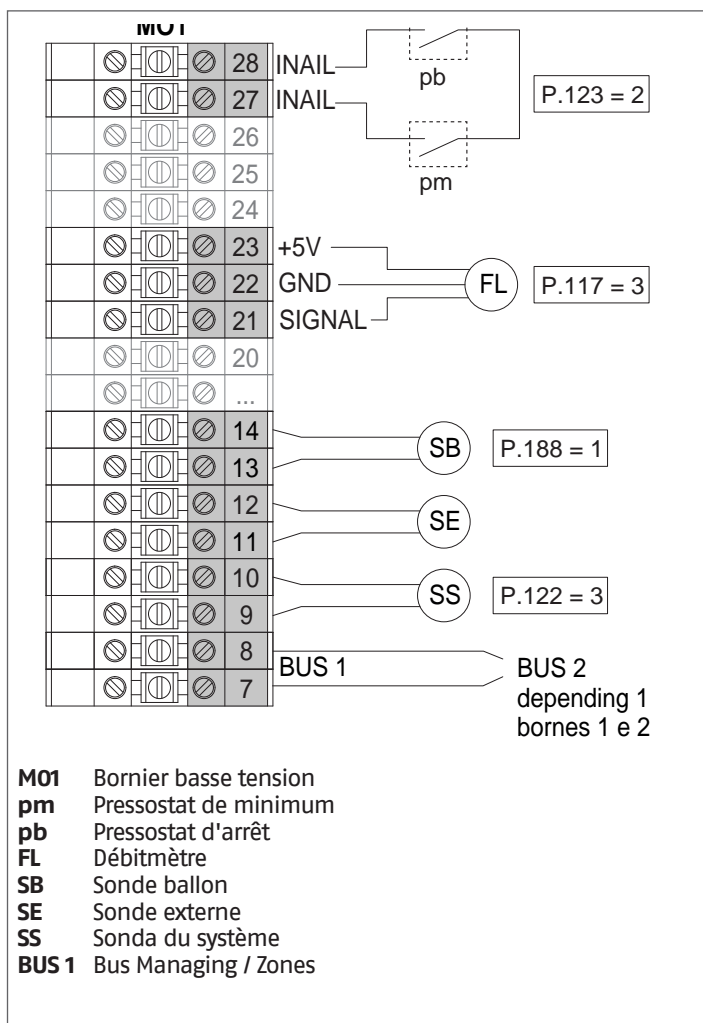 M01
28 INAIL
pb
P.123 = 2
27 INAIL
26
25
pm
24
23 +5V
22 GND
FL
P.117 = 3
21 SIGNAL
20
...
14
SB
P.188 = 1
13
12
SE
11
10
SS
P.122 = 3
9
8
BUS 1
BUS 2
7
depending 1
bornes 1 e 2
M01 Bornier basse tension
pm Pressostat de minimum
pb Pressostat d'arrêt
FL Débitmètre
SB Sonde ballon
SE Sonde externe
SS Sonda du système
BUS 1 Bus Managing / Zones